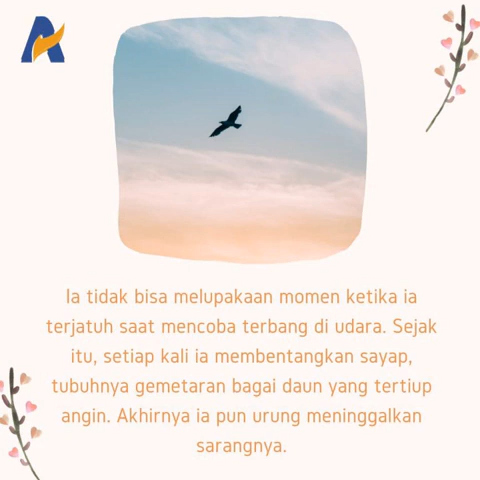 Ia tidak bisa melupakaan momen ketika ia
terjatuh saat mencoba terbang di udara. Sejak
itu, setiap kali ia membentangkan sayap,
tubuhnya gemetaran bagai daun yang tertiup
angin. Akhirnya ia pun urung meninggalkan
sarangnya.